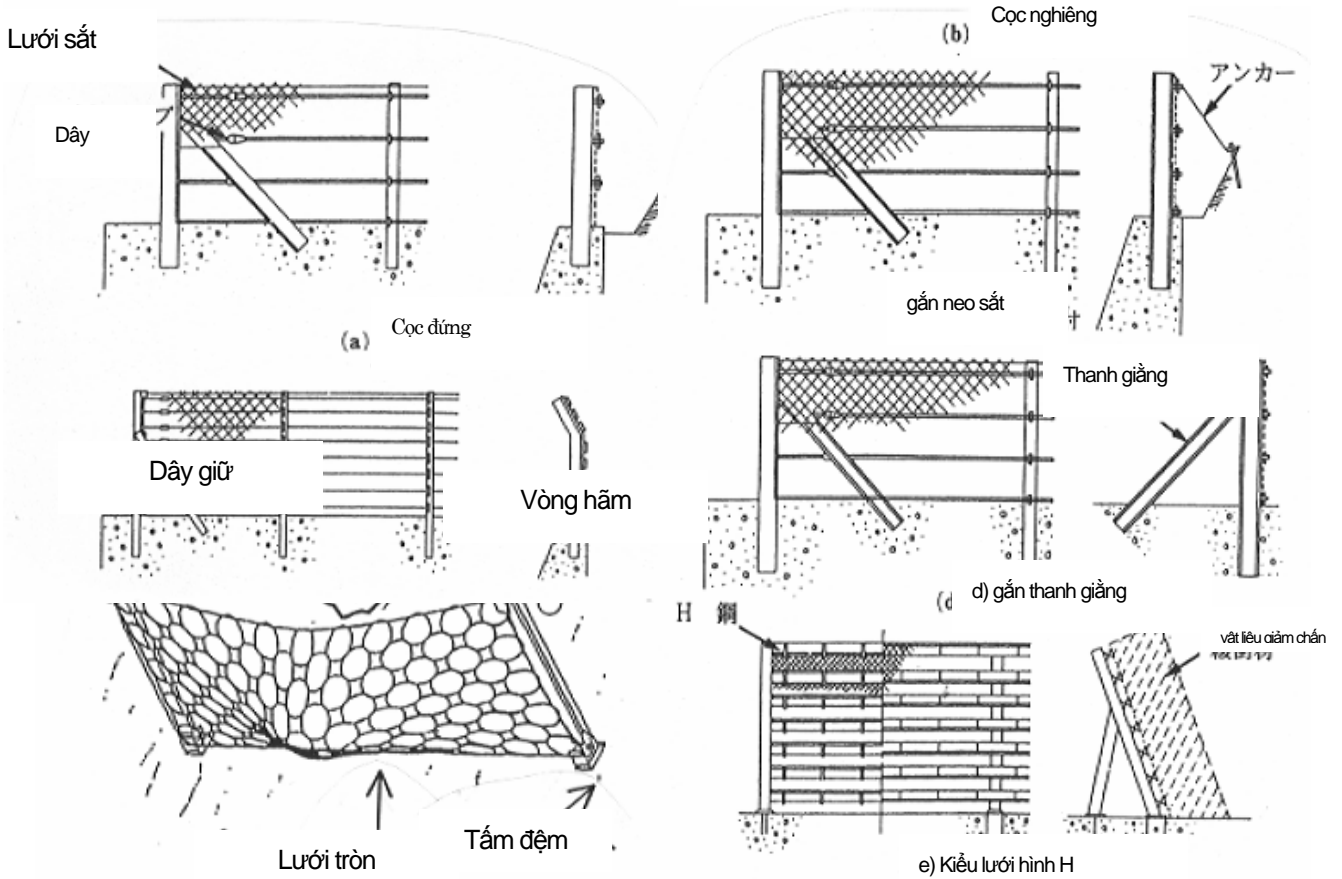 Lưới sắt
プ
Dây
(a)
Cọc đứng
Cọc nghiêng
(b)
アンカー
gắn neo sắt
Dây giữ
Vòng hãm
Thanh giằng
(d
d) gắn thanh giằng
Lưới tròn
Tấm đệm
H 鋼
vật liệu giảm chấn
e) Kiểu lưới hình H